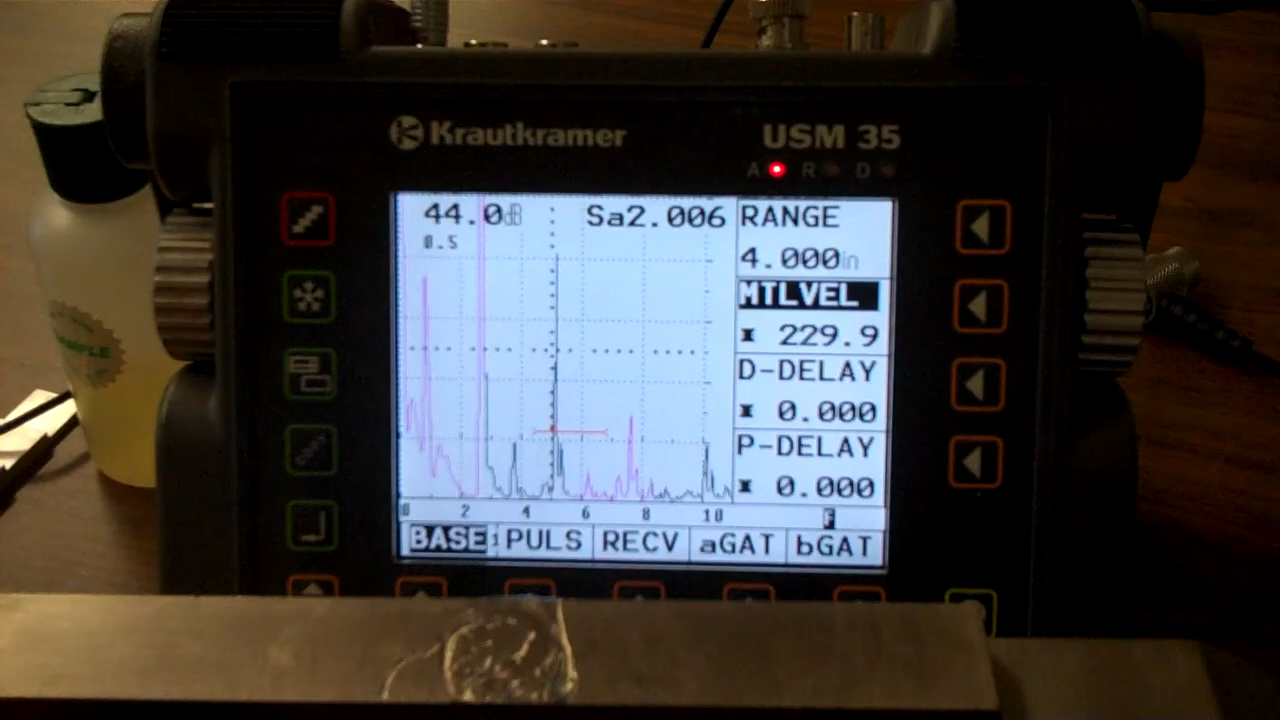 Krautkramer USM 35
A R D
44.0dB Sa2.006
0.5
RANGE
4.000in
MTLVEL
229.9
D-DELAY
0.000
P-DELAY
0.000
0 2 4 6 8 10
F
BASE PULS RECV aGAT bGAT
COPY